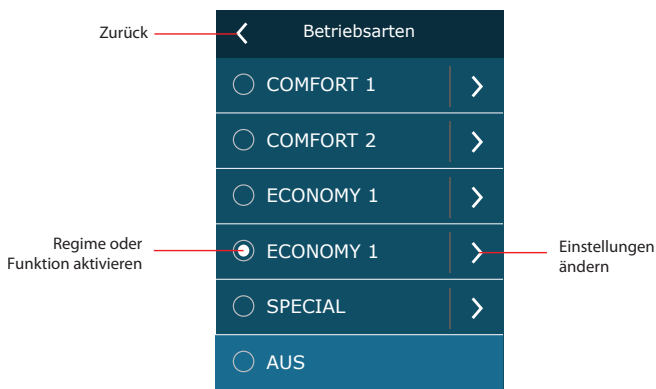 Zurück
Betriebsarten
COMFORT 1
COMFORT 2
ECONOMY 1
Regime oder
Funktion aktivieren
ECONOMY 1
Einstellungen
ändern
SPECIAL
AUS